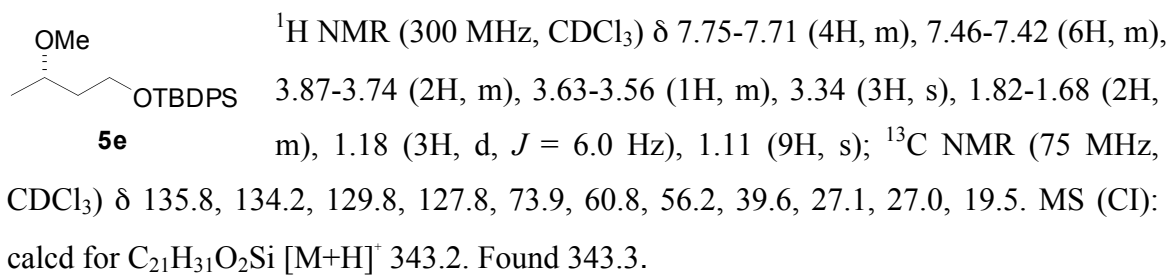 OMe
OTBDPS
5e
¹H NMR (300 MHz, CDCl₃) δ 7.75-7.71 (4H, m), 7.46-7.42 (6H, m),
3.87-3.74 (2H, m), 3.63-3.56 (1H, m), 3.34 (3H, s), 1.82-1.68 (2H,
m), 1.18 (3H, d, J = 6.0 Hz), 1.11 (9H, s); ¹³C NMR (75 MHz,
CDCl₃) δ 135.8, 134.2, 129.8, 127.8, 73.9, 60.8, 56.2, 39.6, 27.1, 27.0, 19.5. MS (CI):
calcd for C₂₁H₃₁O₂Si [M+H]⁺ 343.2. Found 343.3.